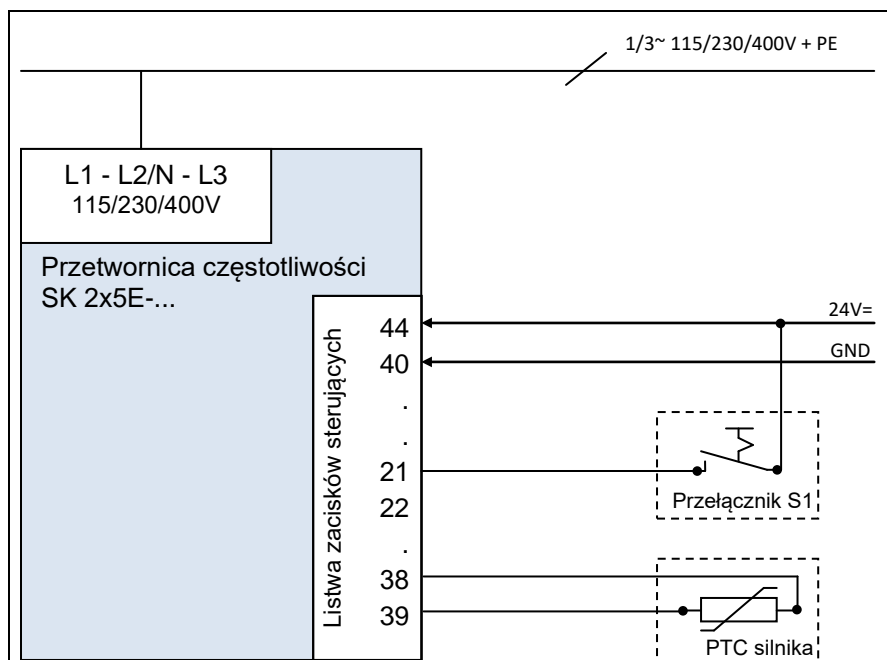 1/3~ 115/230/400V + PE
L1 - L2/N - L3
115/230/400V
Przetwornica częstotliwości
SK 2x5E-...
Listwa zacisków sterujących
44
40
.
.
21
22
.
38
39
24V=
GND
Przełącznik S1
PTC silnika